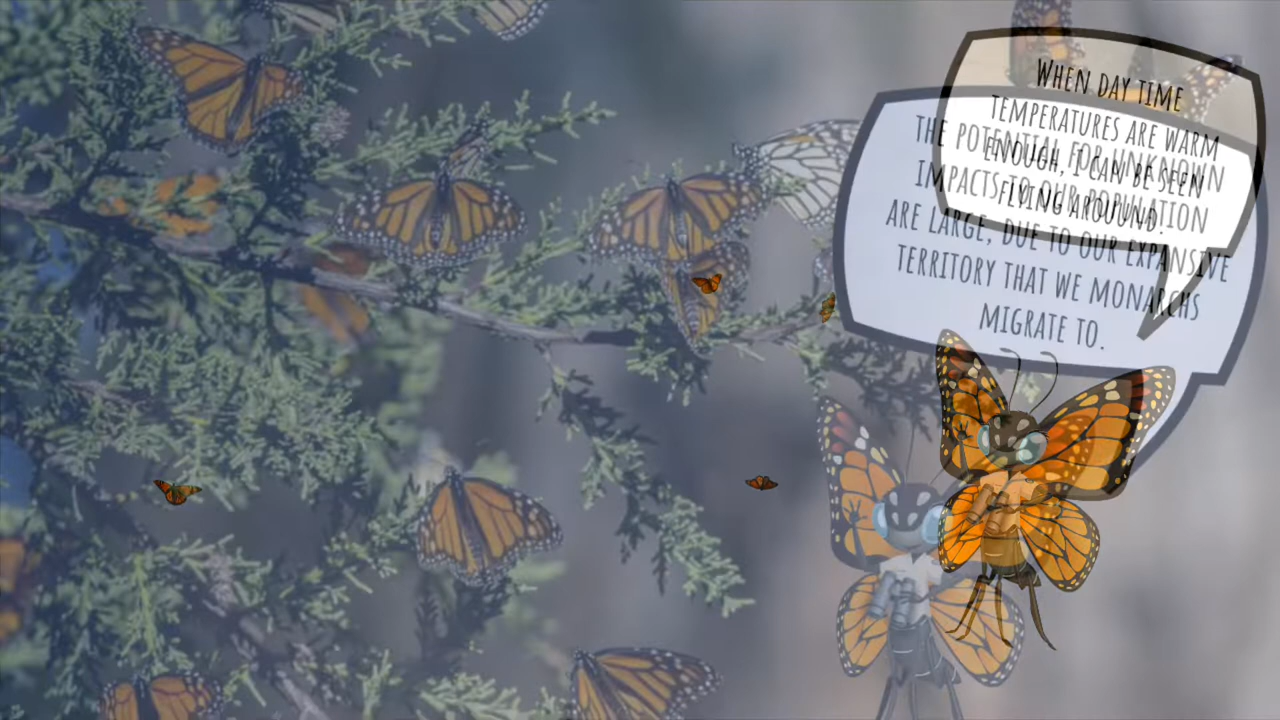 When day time
temperatures are warm
enough, I can be seen
flying around.
The potential for unknown
impacts to our population
are large, due to our expansive
territory that we monarchs
migrate to.